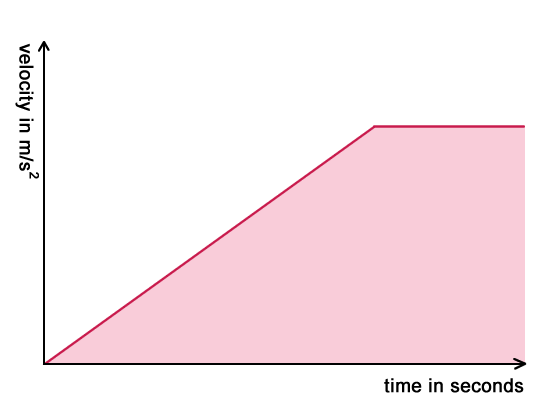 velocity in m/s²
time in seconds